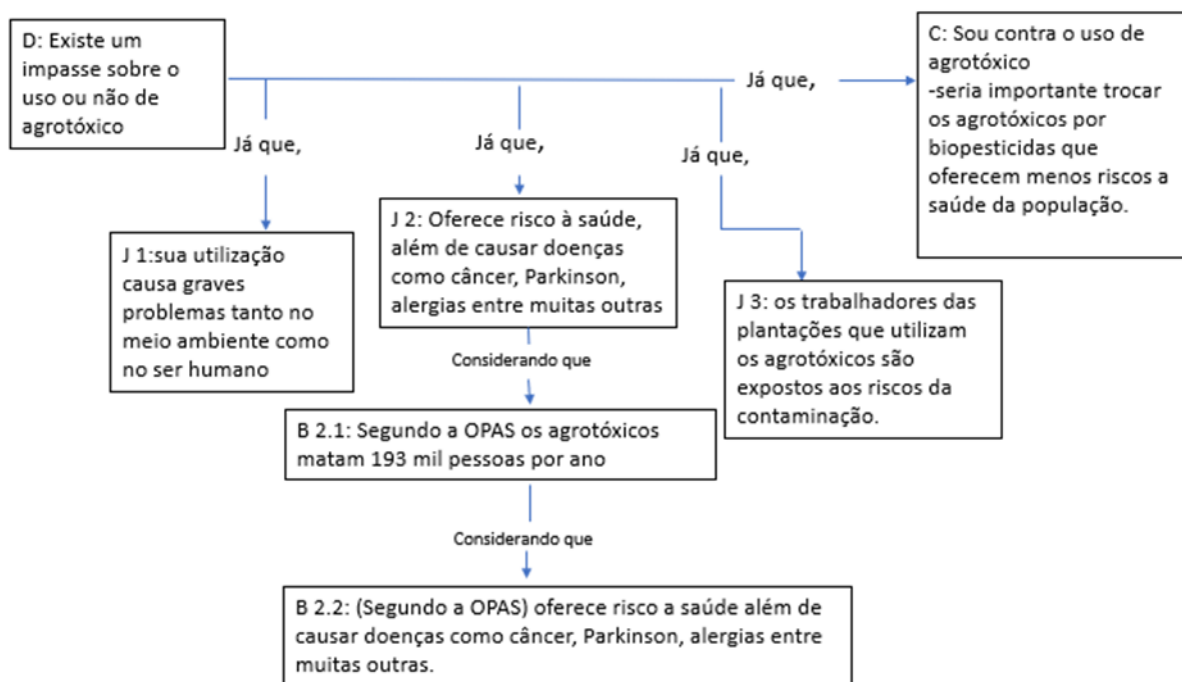 D: Existe um
impasse sobre o
uso ou não de
agrotóxico
Já que,
C: Sou contra o uso de
agrotóxico
-seria importante trocar
os agrotóxicos por
biopesticidas que
oferecem menos riscos a
saúde da população.
Já que,
Já que,
Já que,
J 1:sua utilização
causa graves
problemas tanto no
meio ambiente como
no ser humano
J 2: Oferece risco à saúde,
além de causar doenças
como câncer, Parkinson,
alergias entre muitas outras
J 3: os trabalhadores das
plantações que utilizam
os agrotóxicos são
expostos aos riscos da
contaminação.
Considerando que
B 2.1: Segundo a OPAS os agrotóxicos
matam 193 mil pessoas por ano
Considerando que
B 2.2: (Segundo a OPAS) oferece risco a saúde além de
causar doenças como câncer, Parkinson, alergias entre
muitas outras.